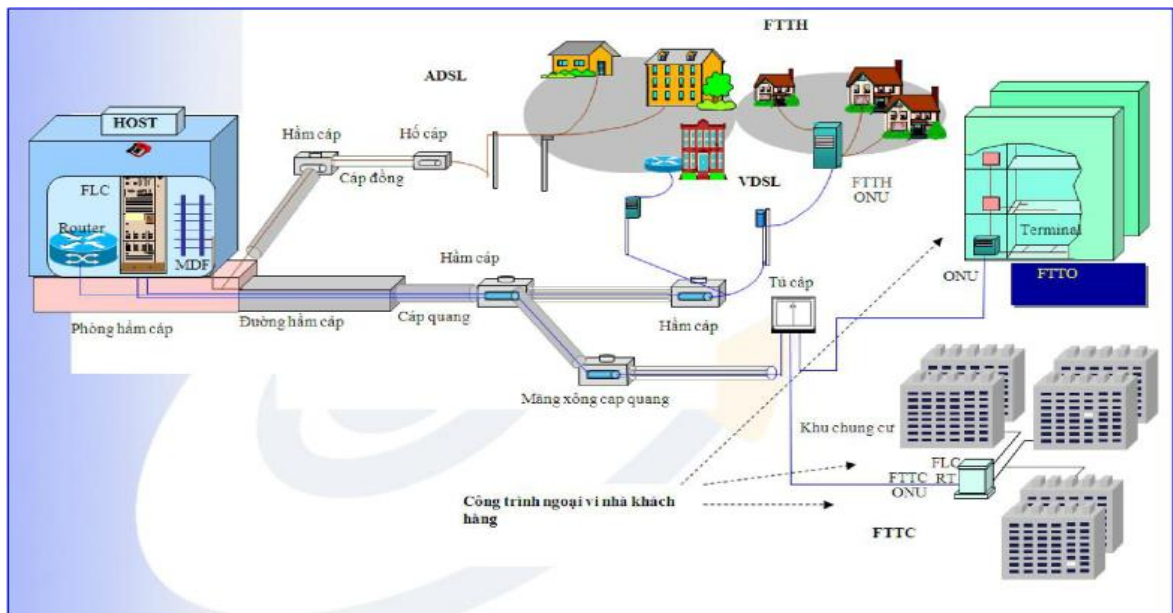 FTTH
ADSL
HOST
Hầm cáp
Hố cáp
Cáp đồng
FLC
Router
MDF
VDSL
FTTH
ONU
Terminal
ONU
FTTO
Hầm cáp
Tủ cáp
Phòng hầm cáp
Đường hầm cáp
Cáp quang
Hầm cáp
Măng xông cap quang
Khu chung cư
FLC
FTTC RT
ONU
Công trình ngoại vi nhà khách
hàng
FTTC